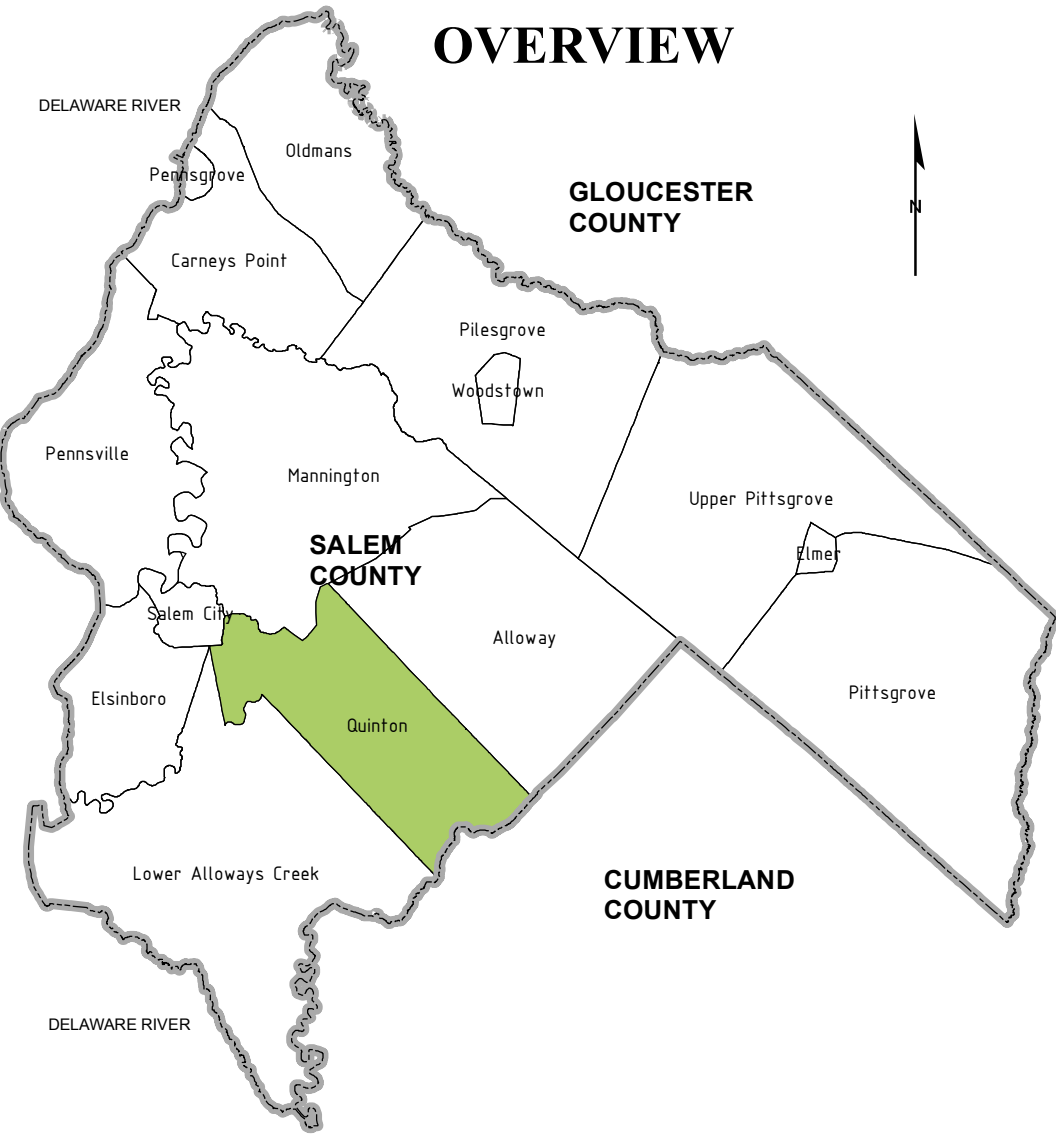 OVERVIEW
DELAWARE RIVER
Oldmans
Pennsgrove
GLOUCESTER
COUNTY
N
Carneys Point
Pilesgrove
Woodstown
Pennsville
Mannington
Upper Pittsgrove
SALEM
COUNTY
Elmer
Salem City
Alloway
Elsinboro
Pittsgrove
Quinton
Lower Alloways Creek
CUMBERLAND
COUNTY
DELAWARE RIVER